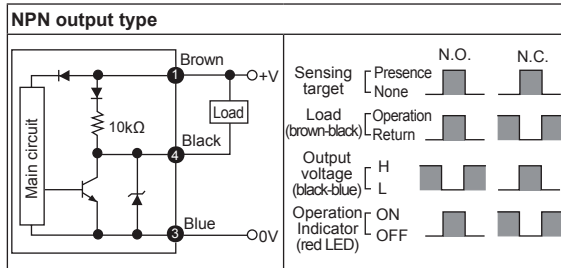 NPN output type
Brown
1
+V
Load
10kΩ
Black
4
Main circuit
Blue
3
0V
N.O.
N.C.
Sensing target
Presence
None
Load (brown-black)
Operation
Return
Output voltage (black-blue)
H
L
Operation Indicator (red LED)
ON
OFF